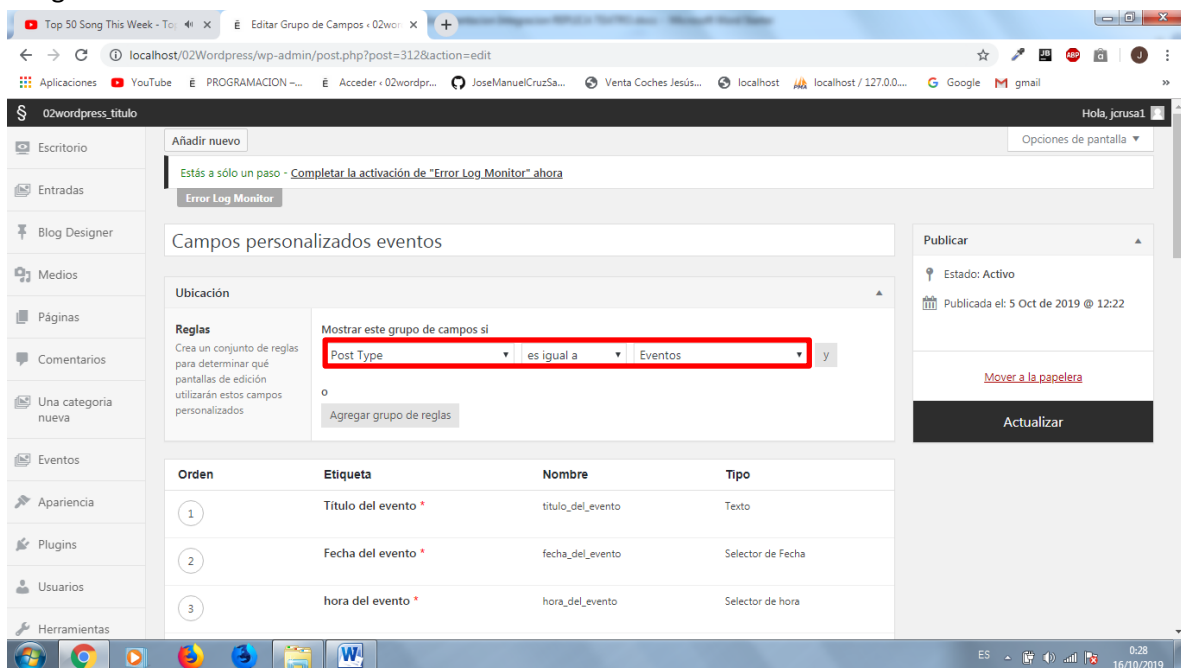 Top 50 Song This Week - To
Editar Grupo de Campos ‹ 02wor
localhost/02Wordpress/wp-admin/post.php?post=312&action=edit
Aplicaciones
YouTube
PROGRAMACION –...
Acceder ‹ 02wordpr...
JoseManuelCruzSa...
Venta Coches Jesús...
localhost
localhost / 127.0.0....
Google
gmail
»
02wordpress_titulo
Hola, jcrusa1
Escritorio
Entradas
Blog Designer
Medios
Páginas
Comentarios
Una categoria
nueva
Eventos
Apariencia
Plugins
Usuarios
Herramientas
Añadir nuevo
Opciones de pantalla ▼
Estás a sólo un paso - Completar la activación de "Error Log Monitor" ahora
Error Log Monitor
Campos personalizados eventos
Ubicación
Reglas
Crea un conjunto de reglas
para determinar qué
pantallas de edición
utilizarán estos campos
personalizados
Mostrar este grupo de campos si
Post Type
es igual a
Eventos
y
o
Agregar grupo de reglas
Publicar
Estado: Activo
Publicada el: 5 Oct de 2019 @ 12:22
Mover a la papelera
Actualizar
Orden Etiqueta Nombre Tipo
1 Título del evento * titulo_del_evento Texto
2 Fecha del evento * fecha_del_evento Selector de Fecha
3 hora del evento * hora_del_evento Selector de hora
ES
0:28
16/10/2019